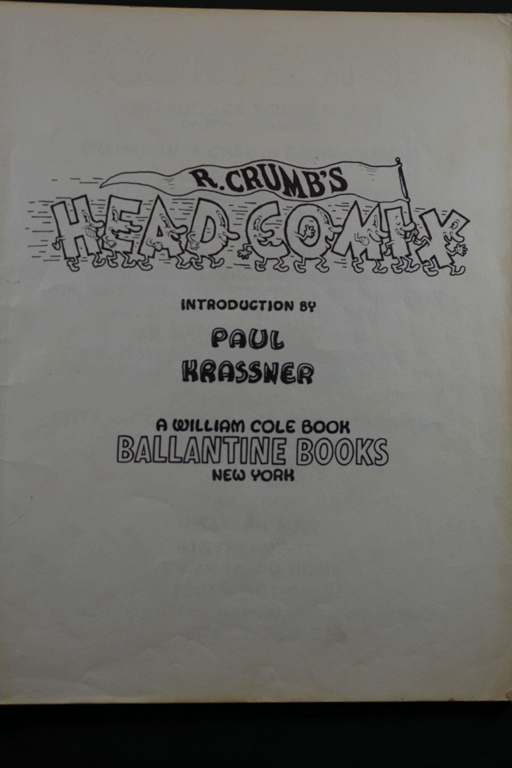 R. CRUMB'S
HEAD COMIX
INTRODUCTION BY
PAUL
KRASSNER
A WILLIAM COLE BOOK
BALLANTINE BOOKS
NEW YORK